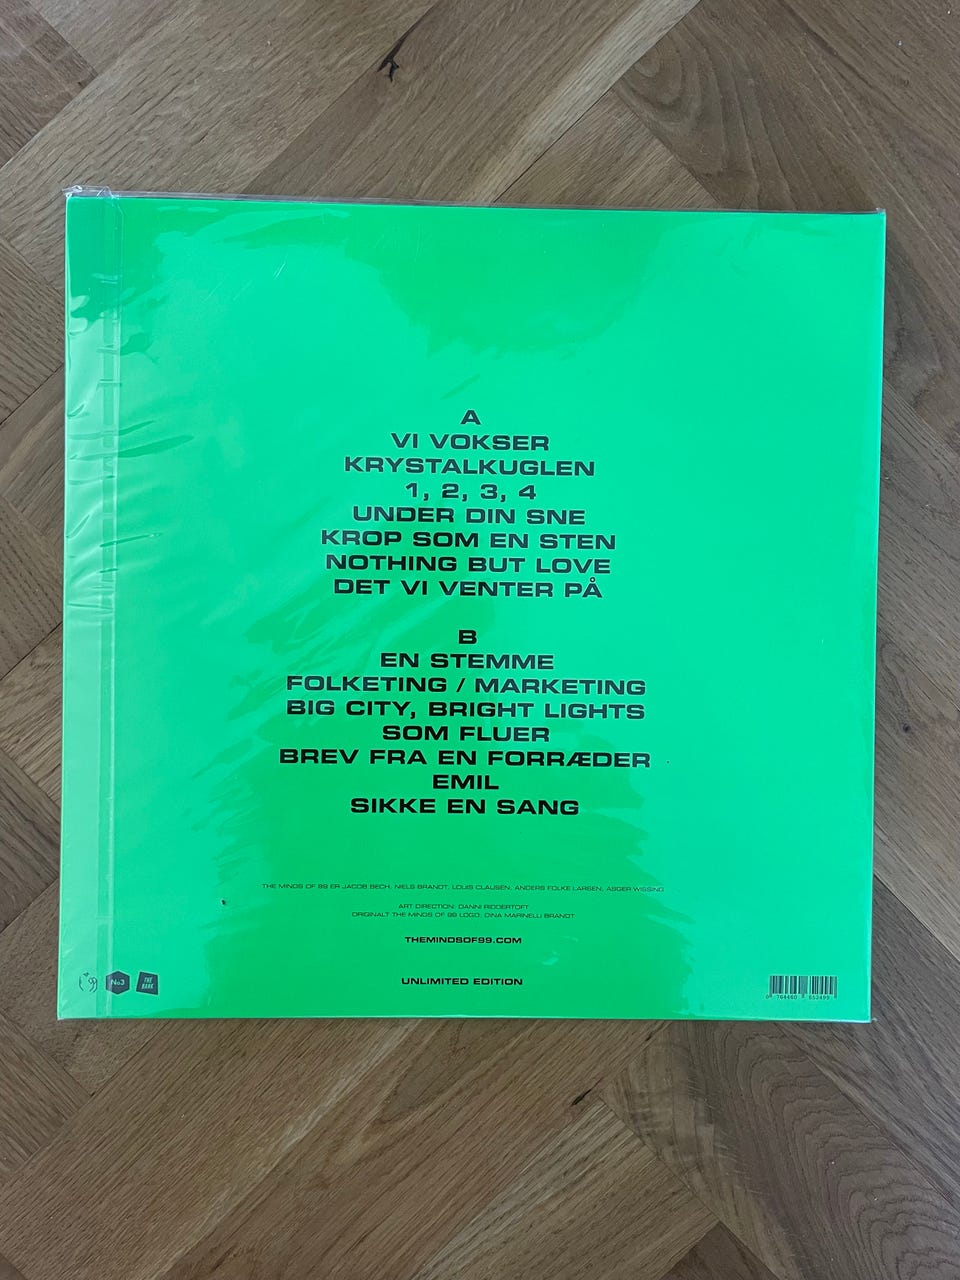 A
VI VOKSER
KRYSTALKUGLEN
1, 2, 3, 4
UNDER DIN SNE
KROP SOM EN STEN
NOTHING BUT LOVE
DET VI VENTER PÅ
B
EN STEMME
FOLKETING / MARKETING
BIG CITY, BRIGHT LIGHTS
SOM FLUER
BREV FRA EN FORRÆDER
EMIL
SIKKE EN SANG
THE MINDS OF 99 ER JACOB BECH, NIELS BRANDT, LOUIS CLAUSEN, ANDERS FOLKE LARSEN, ASGER WISSING
ART DIRECTION: DANNI RIDDERTOFT
ORIGINALT THE MINDS OF 99 LOGO: DINA MARINELLI BRANDT
THEMINDSOF99.COM
UNLIMITED EDITION
No3
THE BANK